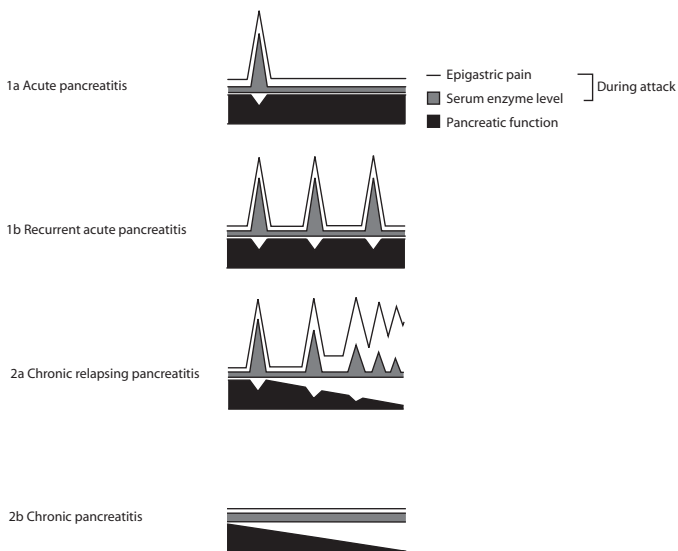 1a Acute pancreatitis
Epigastric pain
Serum enzyme level
During attack
Pancreatic function
1b Recurrent acute pancreatitis
2a Chronic relapsing pancreatitis
2b Chronic pancreatitis